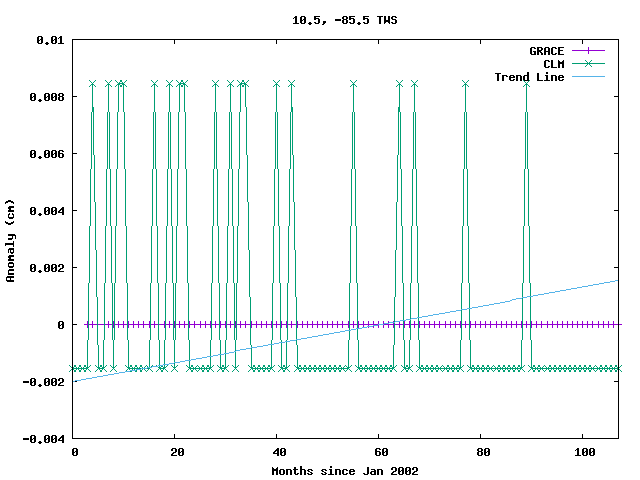 10.5, -85.5 TWS
0.01
GRACE
CLM
Trend Line
0.008
0.006
0.004
Anomaly (cm)
0.002
0
-0.002
-0.004
0 20 40 60 80 100
Months since Jan 2002